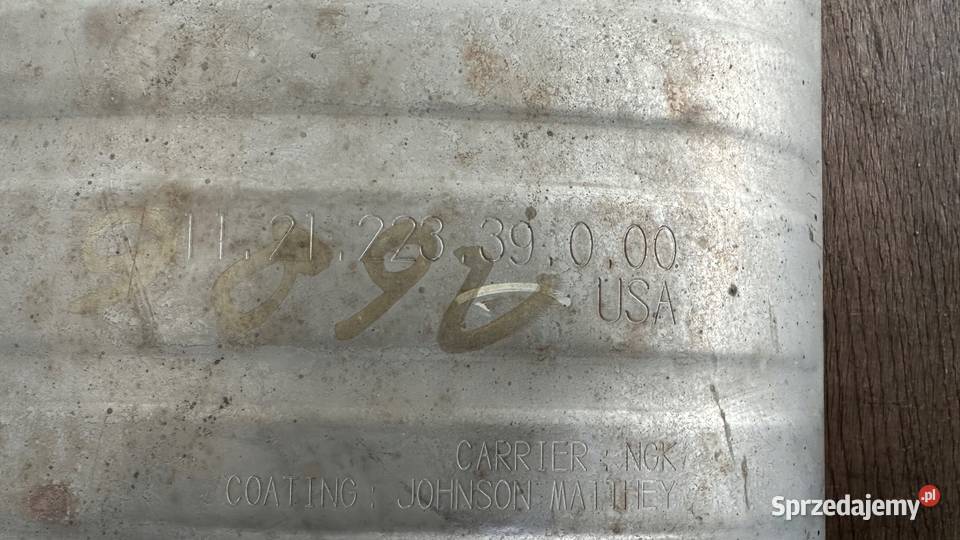 11.21.223.39.0.00
USA
CARRIER: NGK
COATING: JOHNSON MATTHEY
Sprzedajemy.pl